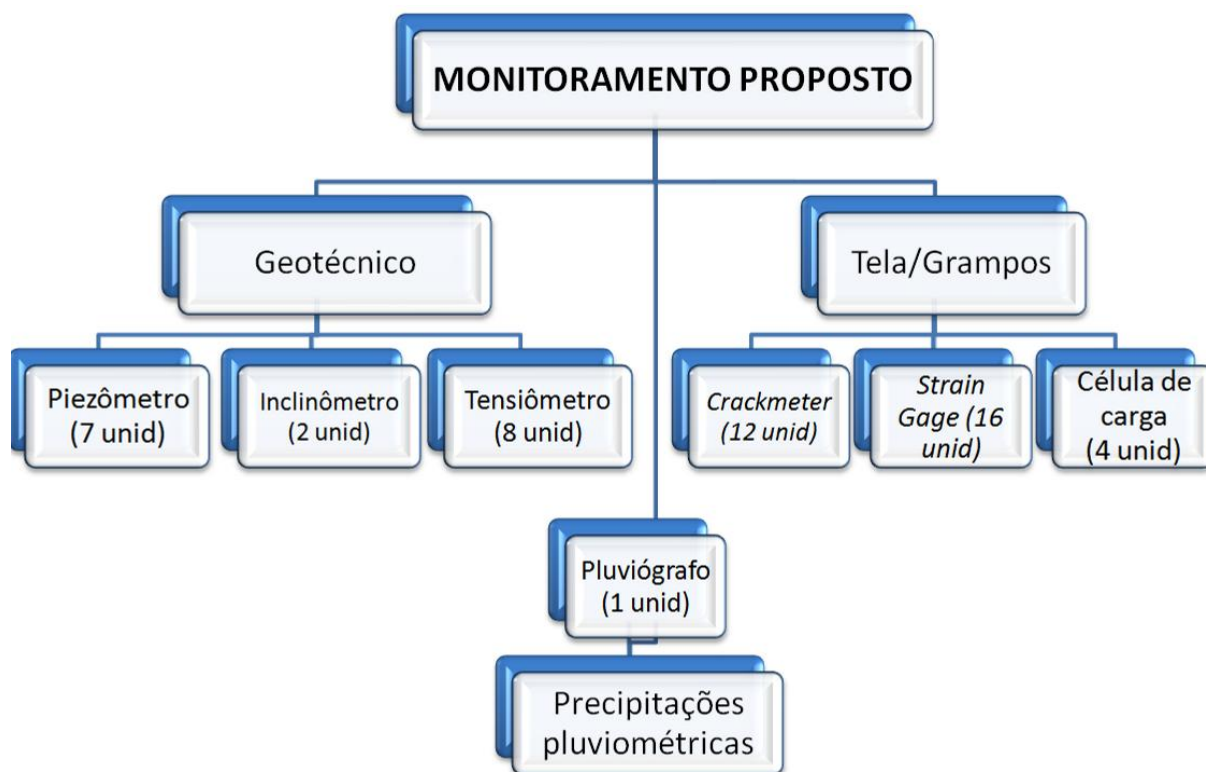 MONITORAMENTO PROPOSTO
Geotécnico
Tela/Grampos
Piezômetro
(7 unid)
Inclinômetro
(2 unid)
Tensiômetro
(8 unid)
Crackmeter
(12 unid)
Strain
Gage (16
unid)
Célula de
carga
(4 unid)
Pluviógrafo
(1 unid)
Precipitações
pluviométricas